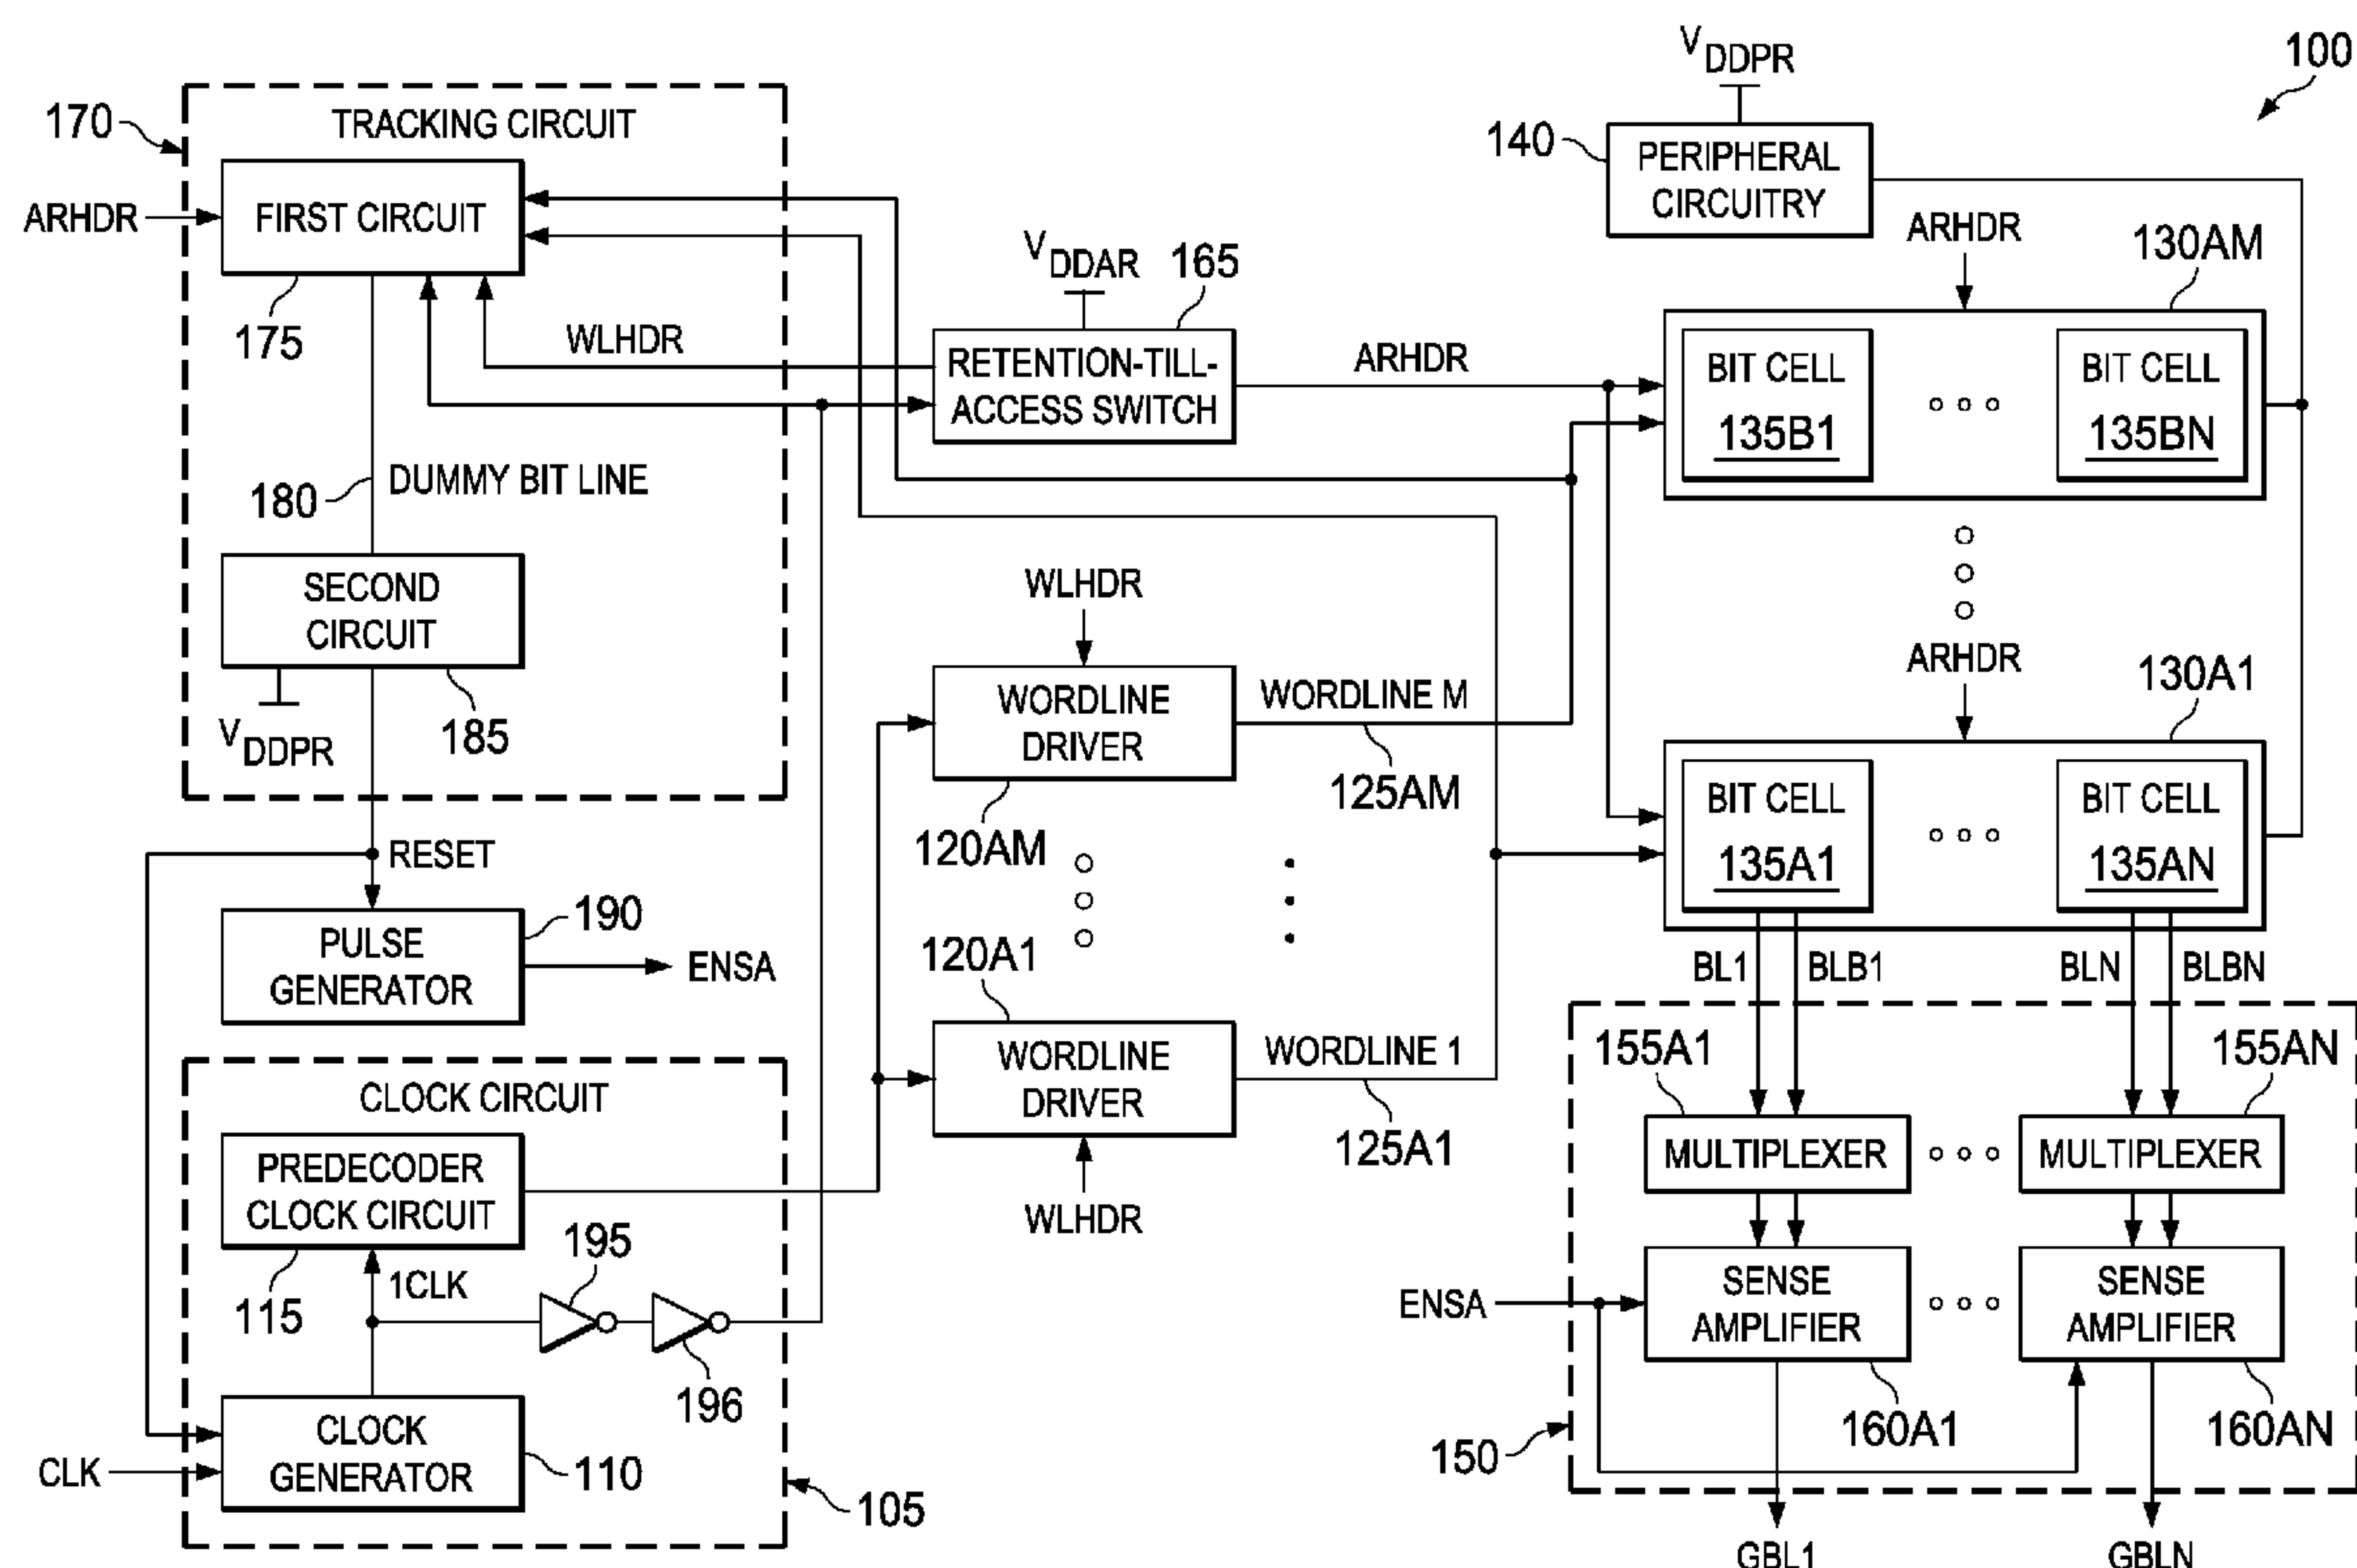 100
V
DDPR
140
PERIPHERAL
CIRCUITRY
170
TRACKING CIRCUIT
ARHDR
FIRST CIRCUIT
175
WLHDR
V
DDAR
165
RETENTION-TILL-
ACCESS SWITCH
ARHDR
ARHDR
130AM
BIT CELL
135B1
BIT CELL
135BN
180
DUMMY BIT LINE
SECOND
CIRCUIT
V
DDPR
185
WLHDR
WORDLINE
DRIVER
120AM
WORDLINE M
125AM
ARHDR
130A1
BIT CELL
135A1
BIT CELL
135AN
RESET
190
PULSE
GENERATOR
ENSA
120A1
WORDLINE
DRIVER
WORDLINE 1
125A1
WLHDR
BL1
BLB1
BLN
BLBN
CLOCK CIRCUIT
PREDECODER
CLOCK CIRCUIT
115
1CLK
195
196
CLOCK
GENERATOR
110
CLK
105
155A1
155AN
MULTIPLEXER
MULTIPLEXER
ENSA
SENSE
AMPLIFIER
SENSE
AMPLIFIER
150
160A1
160AN
GBL1
GBLN